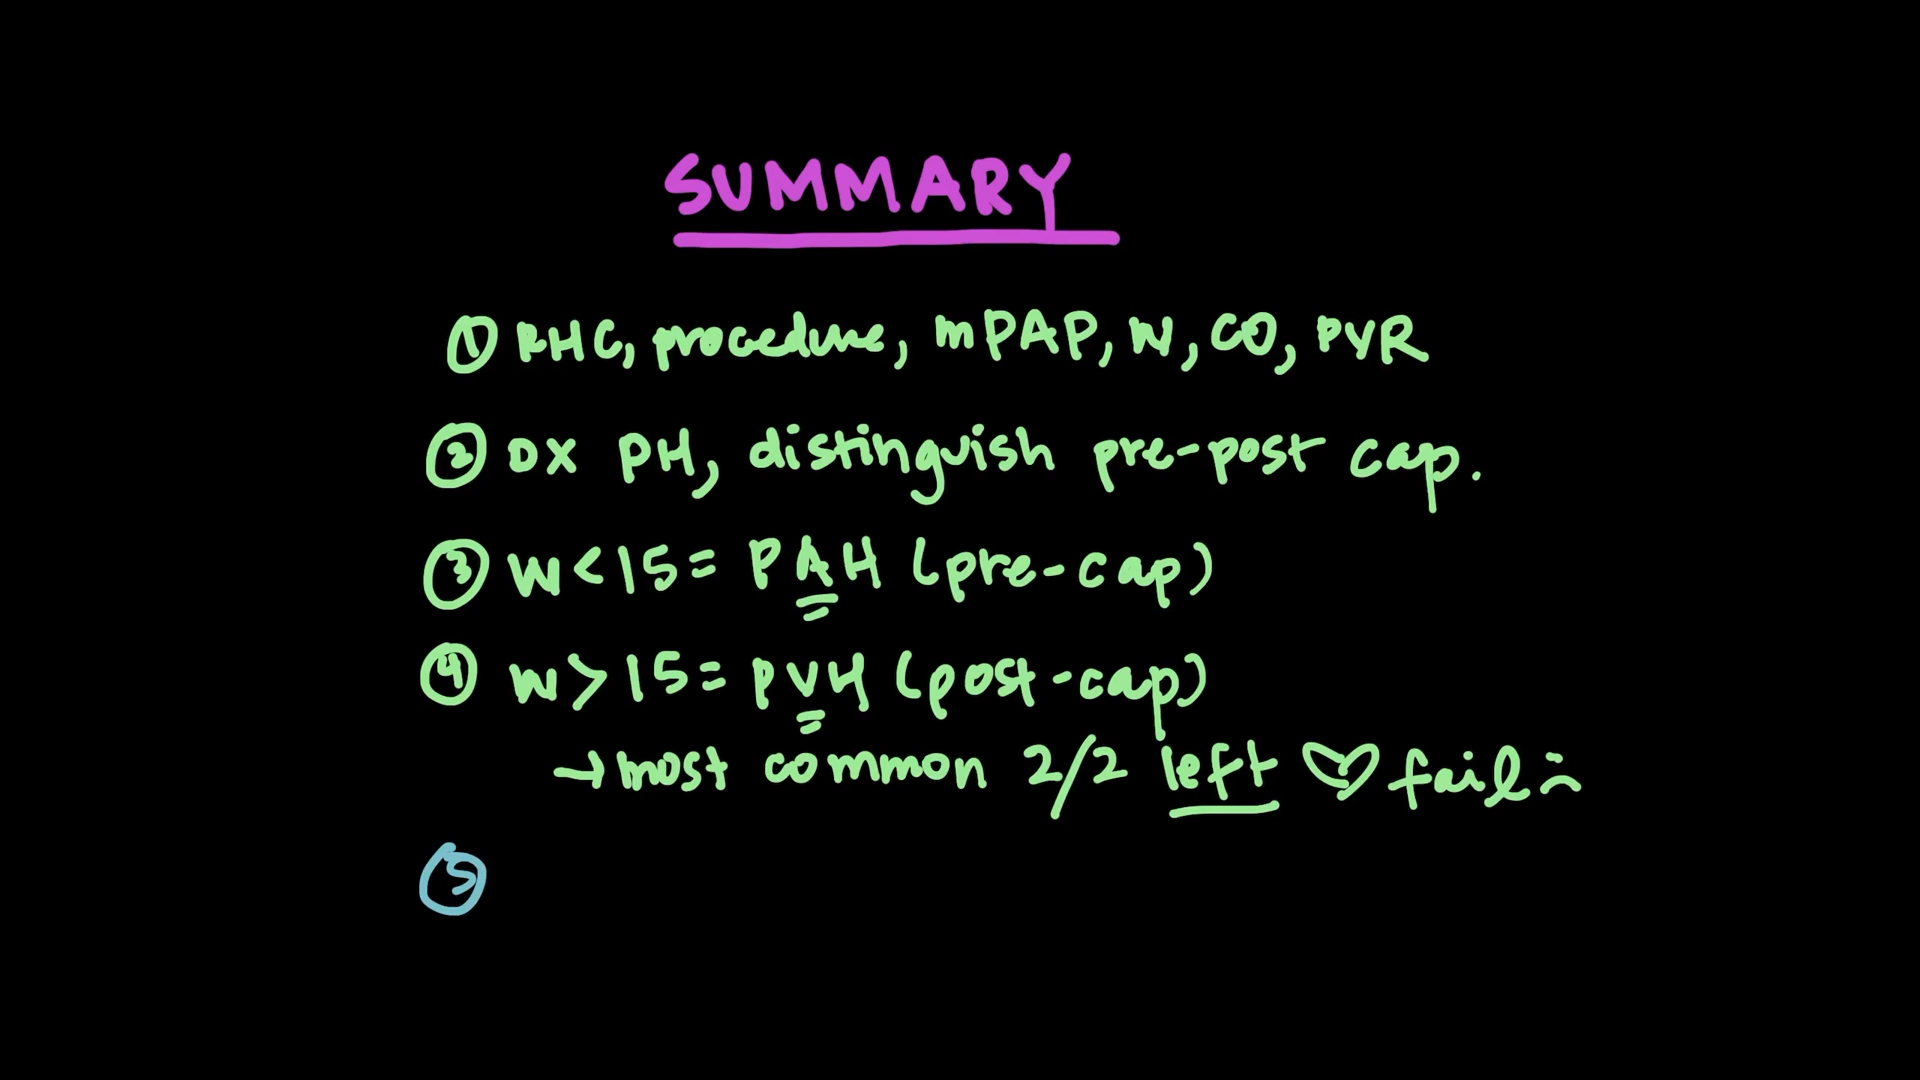 SUMMARY
① RHC, procedure, mPAP, W, CO, PVR
② DX PH, distinguish pre-post cap.
③ W<15= PAH (pre-cap)
④ W>15= PVH (post-cap)
→ most common 2/2 left ♡ fail :(
⑤